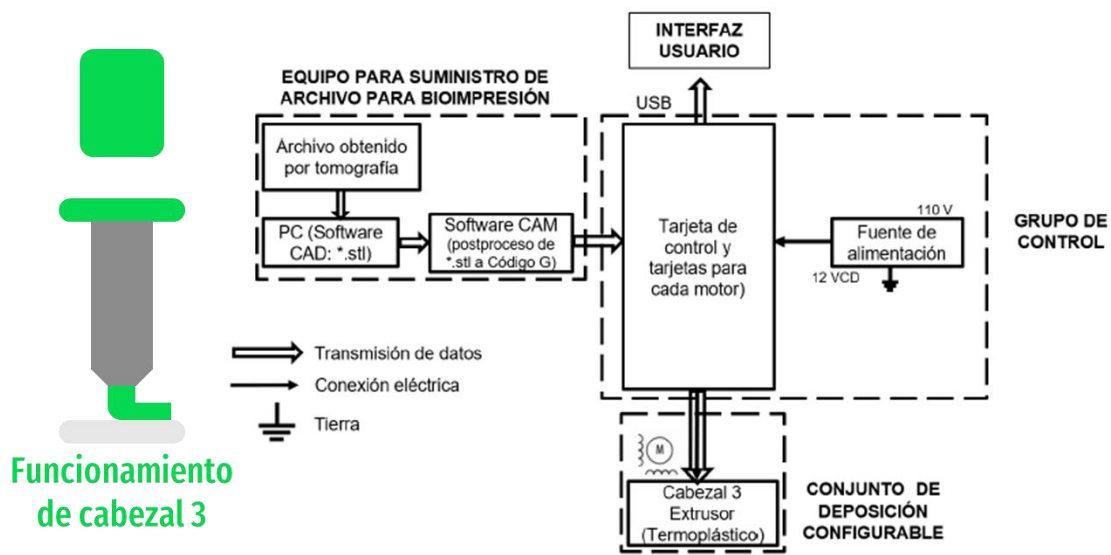 INTERFAZ
USUARIO
EQUIPO PARA SUMINISTRO DE
ARCHIVO PARA BIOIMPRESIÓN
USB
Archivo obtenido
por tomografía
PC (Software
CAD: *.stl)
Software CAM
(postproceso de
*.stl a Código G)
Tarjeta de
control y
tarjetas para
cada motor)
110 V
Fuente de
alimentación
12 VCD
GRUPO DE
CONTROL
Transmisión de datos
Conexión eléctrica
Tierra
M
Cabezal 3
Extrusor
(Termoplástico)
CONJUNTO DE
DEPOSICIÓN
CONFIGURABLE
Funcionamiento
de cabezal 3